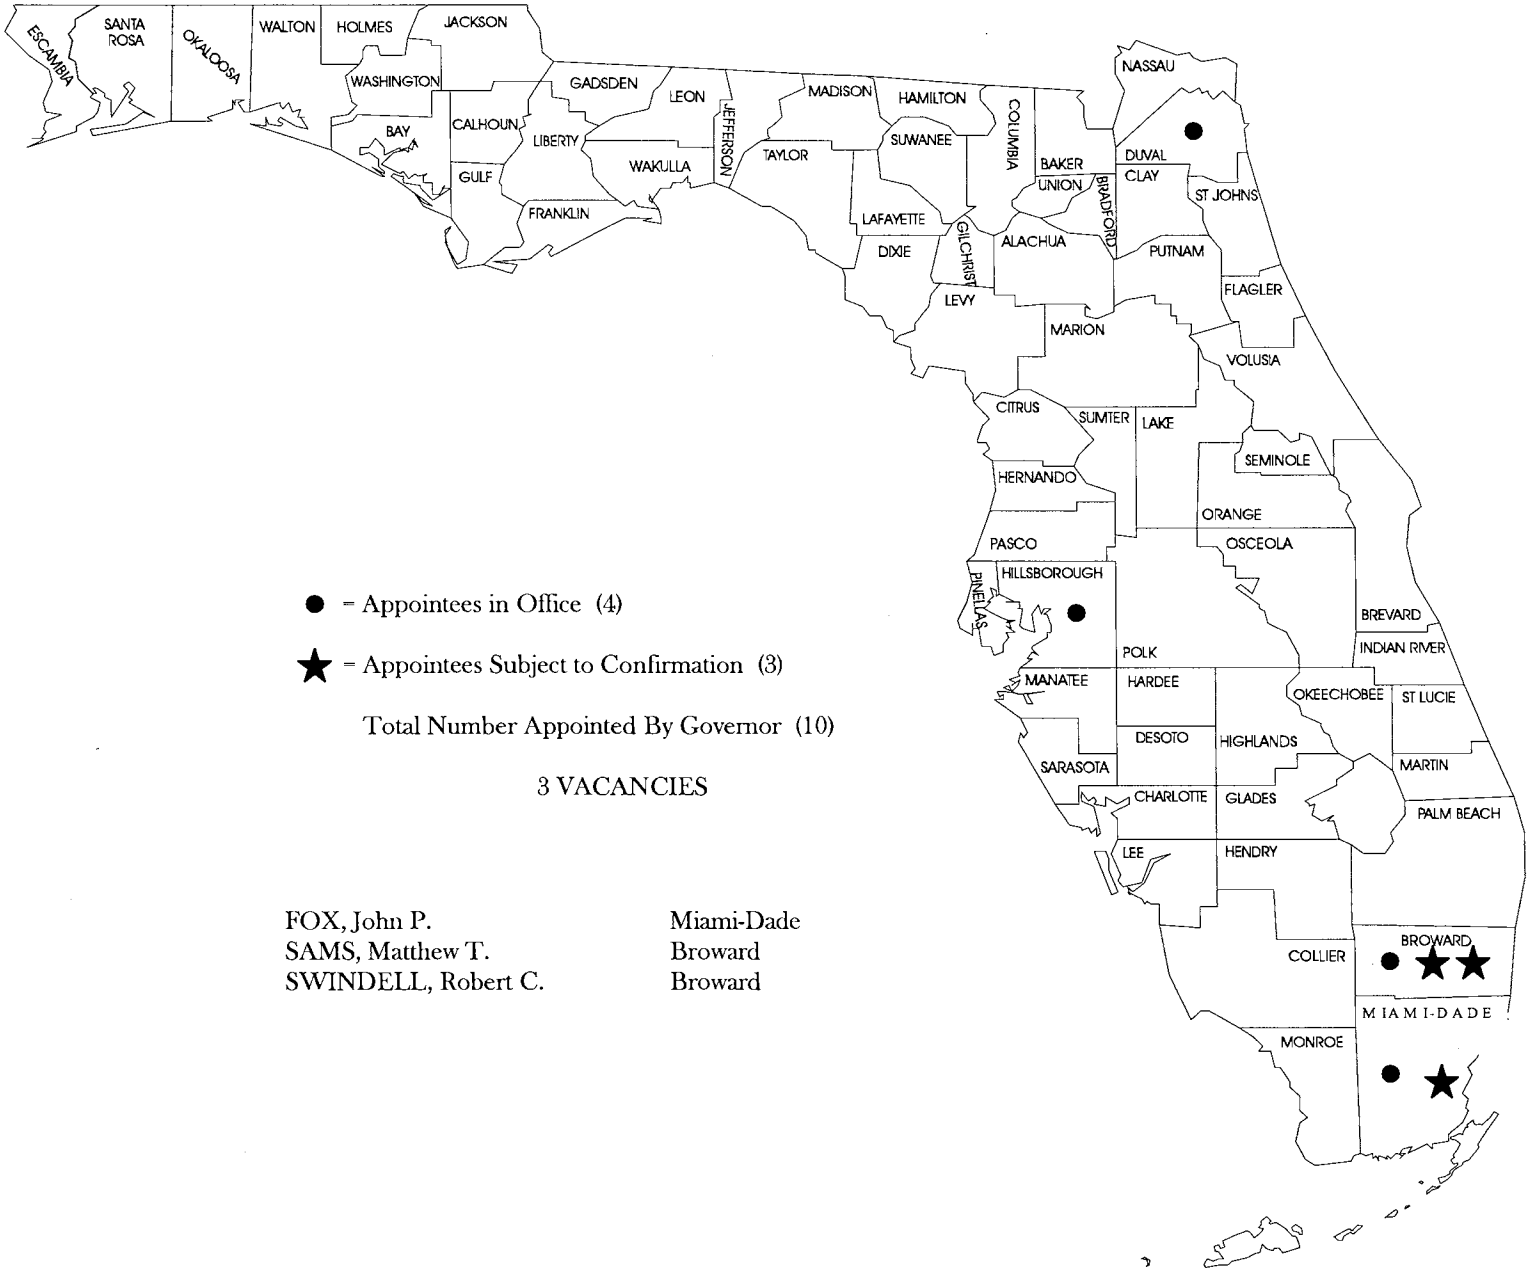 ESCAMBIA
SANTA
ROSA
OKALOOSA
WALTON
HOLMES
JACKSON
WASHINGTON
BAY
CALHOUN
GULF
GADSDEN
LIBERTY
FRANKLIN
LEON
WAKULLA
JEFFERSON
MADISON
TAYLOR
HAMILTON
SUWANEE
LAFAYETTE
DIXIE
COLUMBIA
GILCHRIST
LEVY
BAKER
UNION
BRADFORD
ALACHUA
NASSAU
DUVAL
CLAY
ST JOHNS
PUTNAM
FLAGLER
MARION
VOLUSIA
CITRUS
SUMTER
LAKE
SEMINOLE
HERNANDO
ORANGE
PASCO
OSCEOLA
PINELLAS
HILLSBOROUGH
POLK
BREVARD
INDIAN RIVER
MANATEE
HARDEE
OKEECHOBEE
ST LUCIE
DESOTO
HIGHLANDS
SARASOTA
MARTIN
CHARLOTTE
GLADES
PALM BEACH
LEE
HENDRY
COLLIER
BROWARD
MIAMI-DADE
MONROE
= Appointees in Office (4)
= Appointees Subject to Confirmation (3)
Total Number Appointed By Governor (10)
3 VACANCIES
FOX, John P. Miami-Dade
SAMS, Matthew T. Broward
SWINDELL, Robert C. Broward